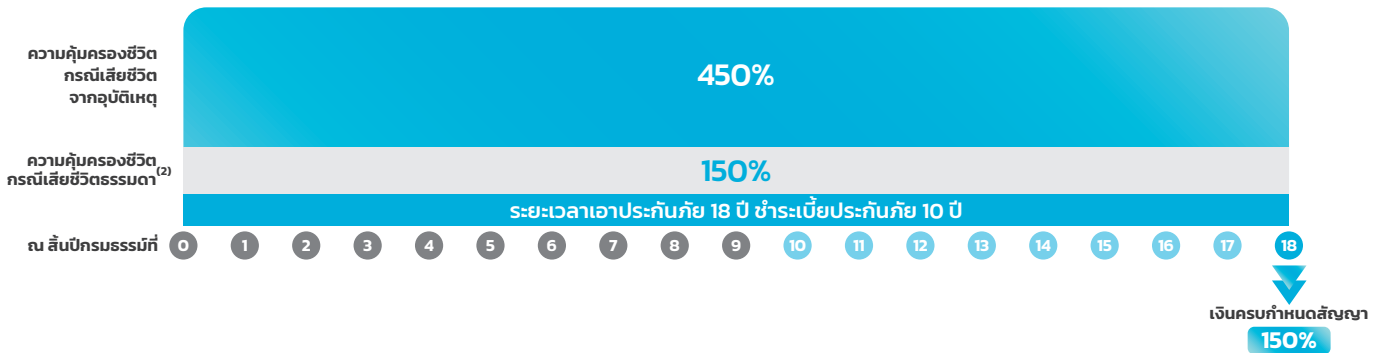 ความคุ้มครองชีวิต
กรณีเสียชีวิต
จากอุบัติเหตุ
450%
ความคุ้มครองชีวิต
กรณีเสียชีวิตธรรมดา(2)
150%
ระยะเวลาเอาประกันภัย 18 ปี ชำระเบี้ยประกันภัย 10 ปี
ณ สิ้นปีกรมธรรม์ที่ 0 1 2 3 4 5 6 7 8 9 10 11 12 13 14 15 16 17 18
เงินครบกำหนดสัญญา
150%